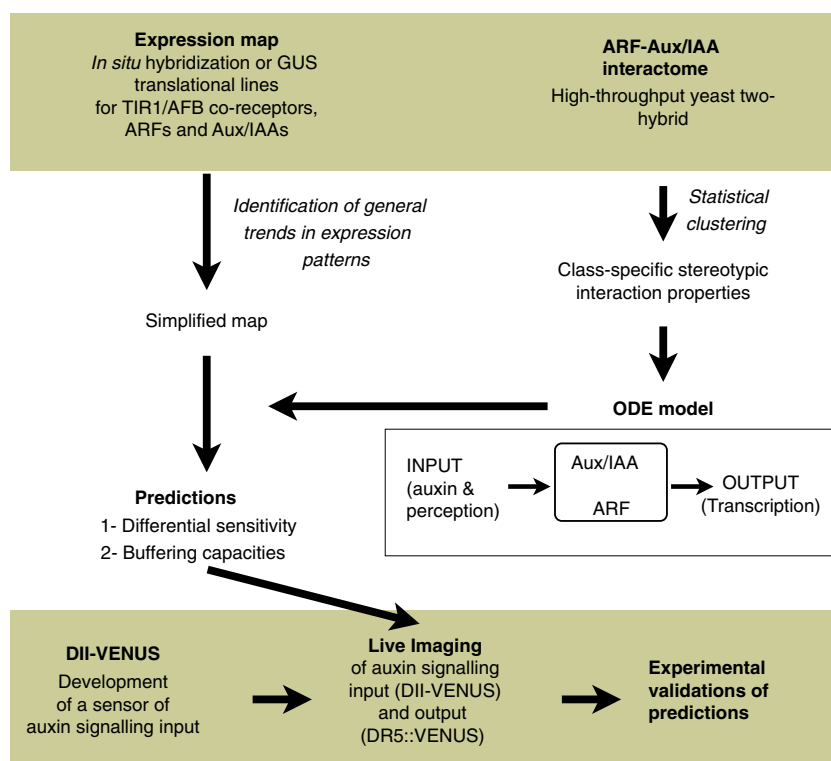 Expression map
In situ hybridization or GUS
translational lines
for TIR1/AFB co-receptors,
ARFs and Aux/IAAs
ARF-Aux/IAA
interactome
High-throughput yeast two-
hybrid
Identification of general
trends in expression
patterns
Statistical
clustering
Simplified map
Class-specific stereotypic
interaction properties
ODE model
INPUT
(auxin &
perception)
Aux/IAA
ARF
OUTPUT
(Transcription)
Predictions
1- Differential sensitivity
2- Buffering capacities
DII-VENUS
Development
of a sensor of
auxin signalling input
Live Imaging
of auxin signalling
input (DII-VENUS)
and output
(DR5::VENUS)
Experimental
validations of
predictions